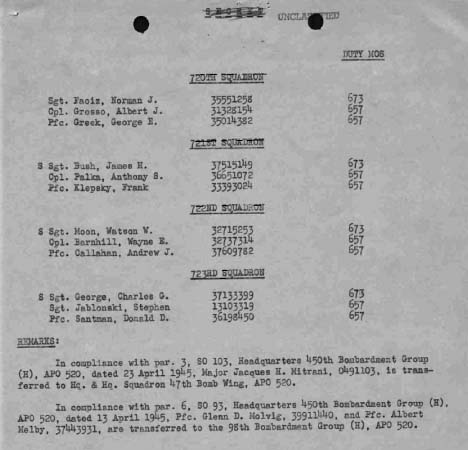 SECRET UNCLASSIFIED
DUTY MOS
720TH SQUADRON
Sgt. Faoiz, Norman J. 35551258 673
Cpl. Grosso, Albert J. 31328154 657
Pfc. Greek, George E. 35014382 657
721ST SQUADRON
S Sgt. Bush, James H. 37515149 673
Cpl. Palka, Anthony S. 36651072 657
Pfc. Klepsky, Frank 33393024 657
722ND SQUADRON
S Sgt. Moon, Watson W. 32715253 673
Cpl. Barnhill, Wayne E. 32737314 657
Pfc. Callahan, Andrew J. 37609782 657
723RD SQUADRON
S Sgt. George, Charles G. 37133399 673
Sgt. Jablonski, Stephen 13103319 657
Pfc. Santman, Donald D. 36198450 657
REMARKS:
In compliance with par. 3, SO 103, Headquarters 450th Bombardment Group
(H), APO 520, dated 23 April 1945, Major Jacques H. Mitrani, 0491103, is trans-
ferred to Hq. & Hq. Squadron 47th Bomb Wing, APO 520.
In compliance with par. 6, SO 93, Headquarters 450th Bombardment Group (H),
APO 520, dated 13 April 1945, Pfc. Glenn D. Molvig, 39911440, and Pfc. Albert
Melby, 37443931, are transferred to the 98th Bombardment Group (H), APO 520.